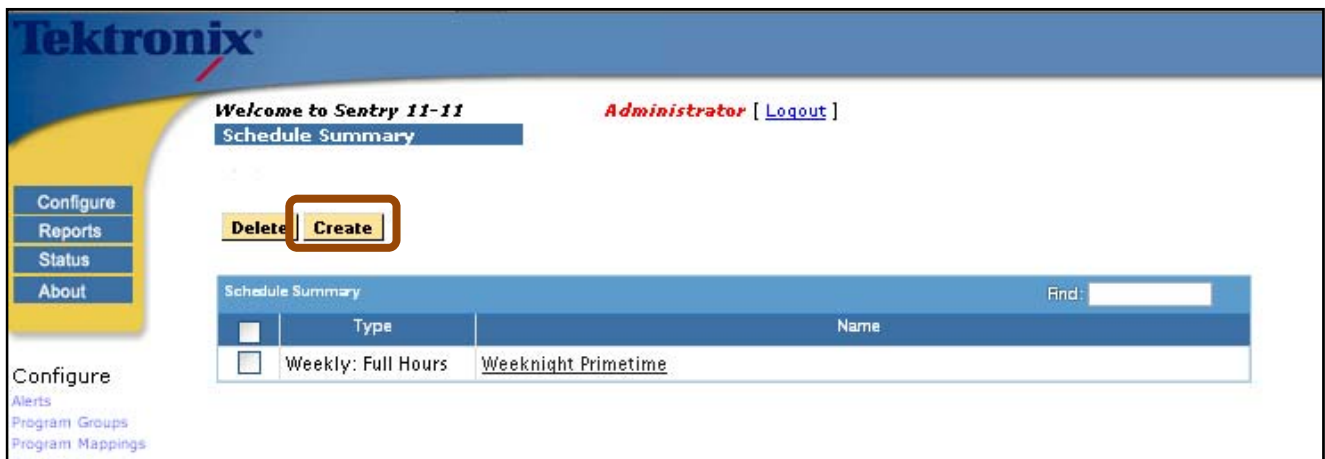 Tektronix
Welcome to Sentry 11-11 Administrator [ Logout ]
Schedule Summary
Configure
Reports
Status
About
Delete Create
Schedule Summary Find:
Type Name
Weekly: Full Hours Weeknight Primetime
Configure
Alerts
Program Groups
Program Mappings